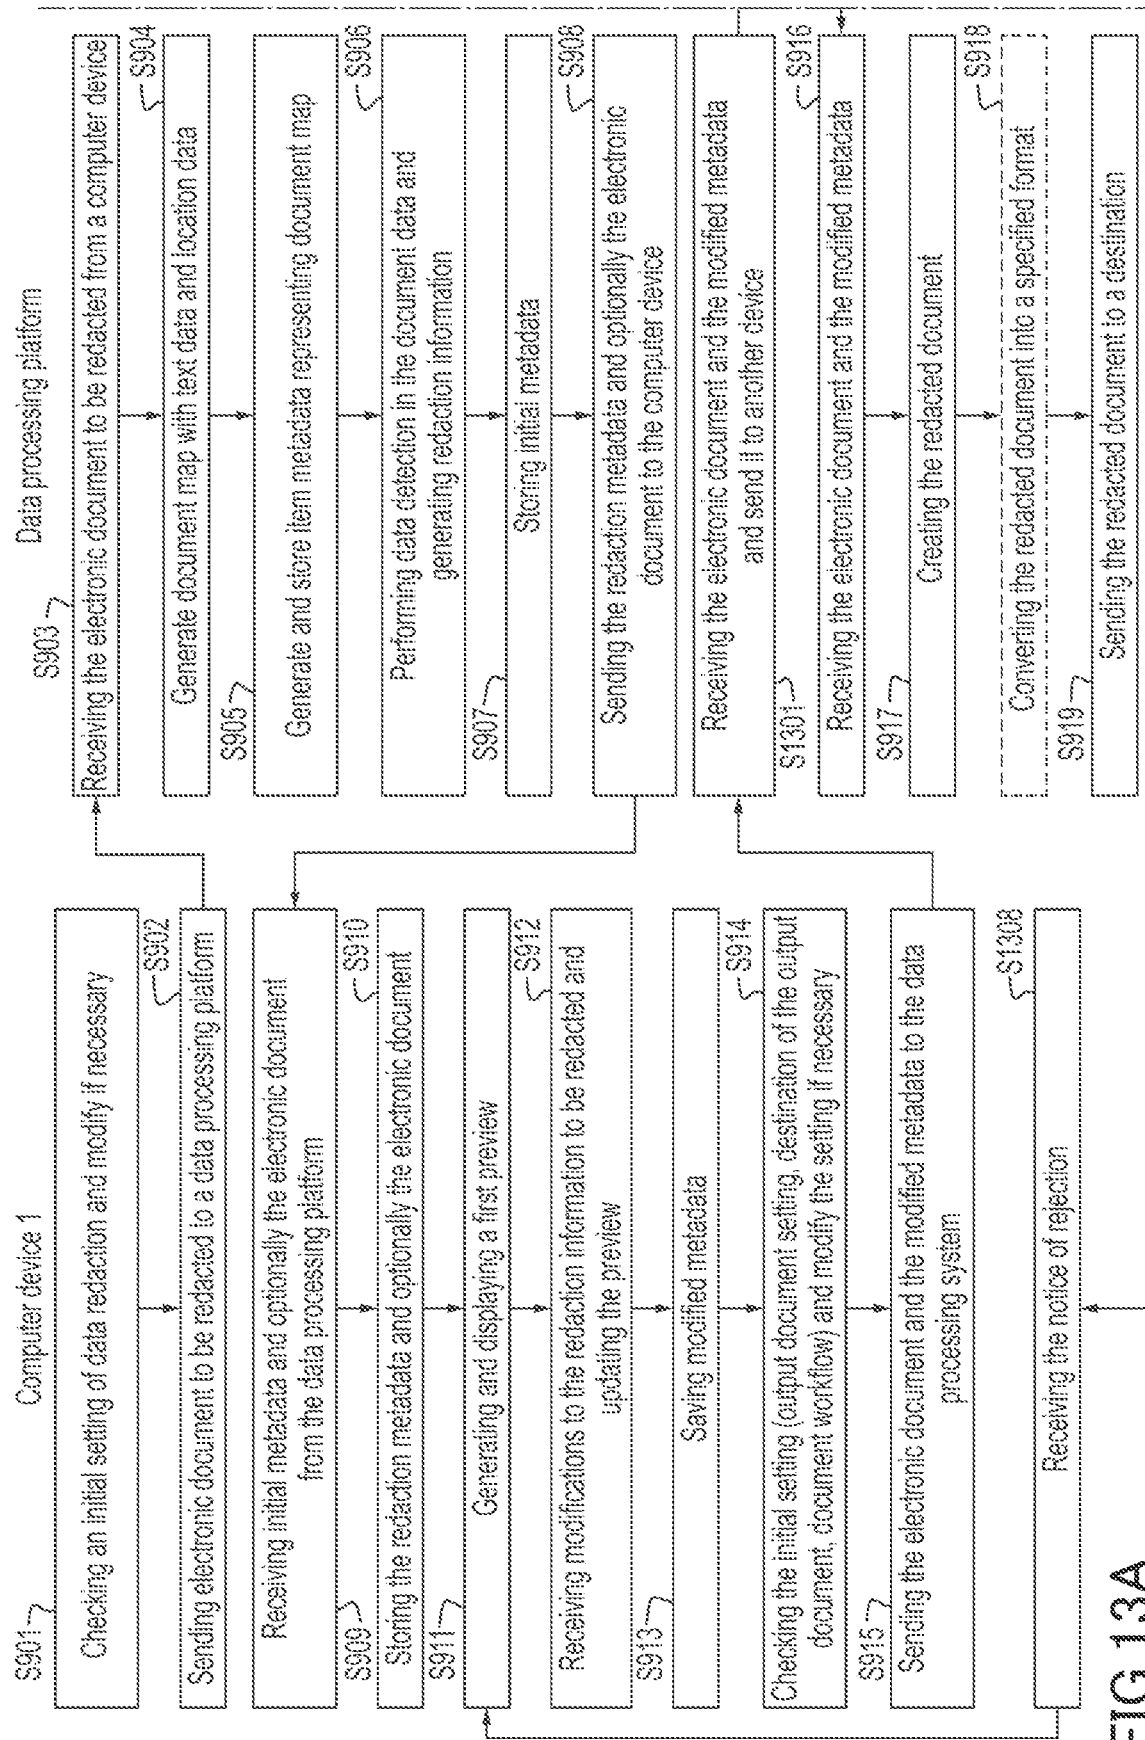 Computer device 1
S901
Checking an initial setting of data redaction and modify if necessary
S902
Sending electronic document to be redacted to a data processing platform
Receiving initial metadata and optionally the electronic document
from the data processing platform
S909
S910
Storing the redaction metadata and optionally the electronic document
S911
Generating and displaying a first preview
S912
Receiving modifications to the redaction information to be redacted and
updating the preview
S913
Saving modified metadata
S914
Checking the initial setting (output document setting, destination of the output
document, document workflow) and modify the setting if necessary
S915
Sending the electronic document and the modified metadata to the data
processing system
S1308
Receiving the notice of rejection
Data processing platform
S903
Receiving the electronic document to be redacted from a computer device
S904
Generate document map with text data and location data
S905
Generate and store item metadata representing document map
S906
Performing data detection in the document data and
generating redaction information
S907
Storing initial metadata
S908
Sending the redaction metadata and optionally the electronic
document to the computer device
Receiving the electronic document and the modified metadata
and send it to another device
S1301
S916
Receiving the electronic document and the modified metadata
S917
Creating the redacted document
S918
Converting the redacted document into a specified format
S919
Sending the redacted document to a destination
FIG. 13A